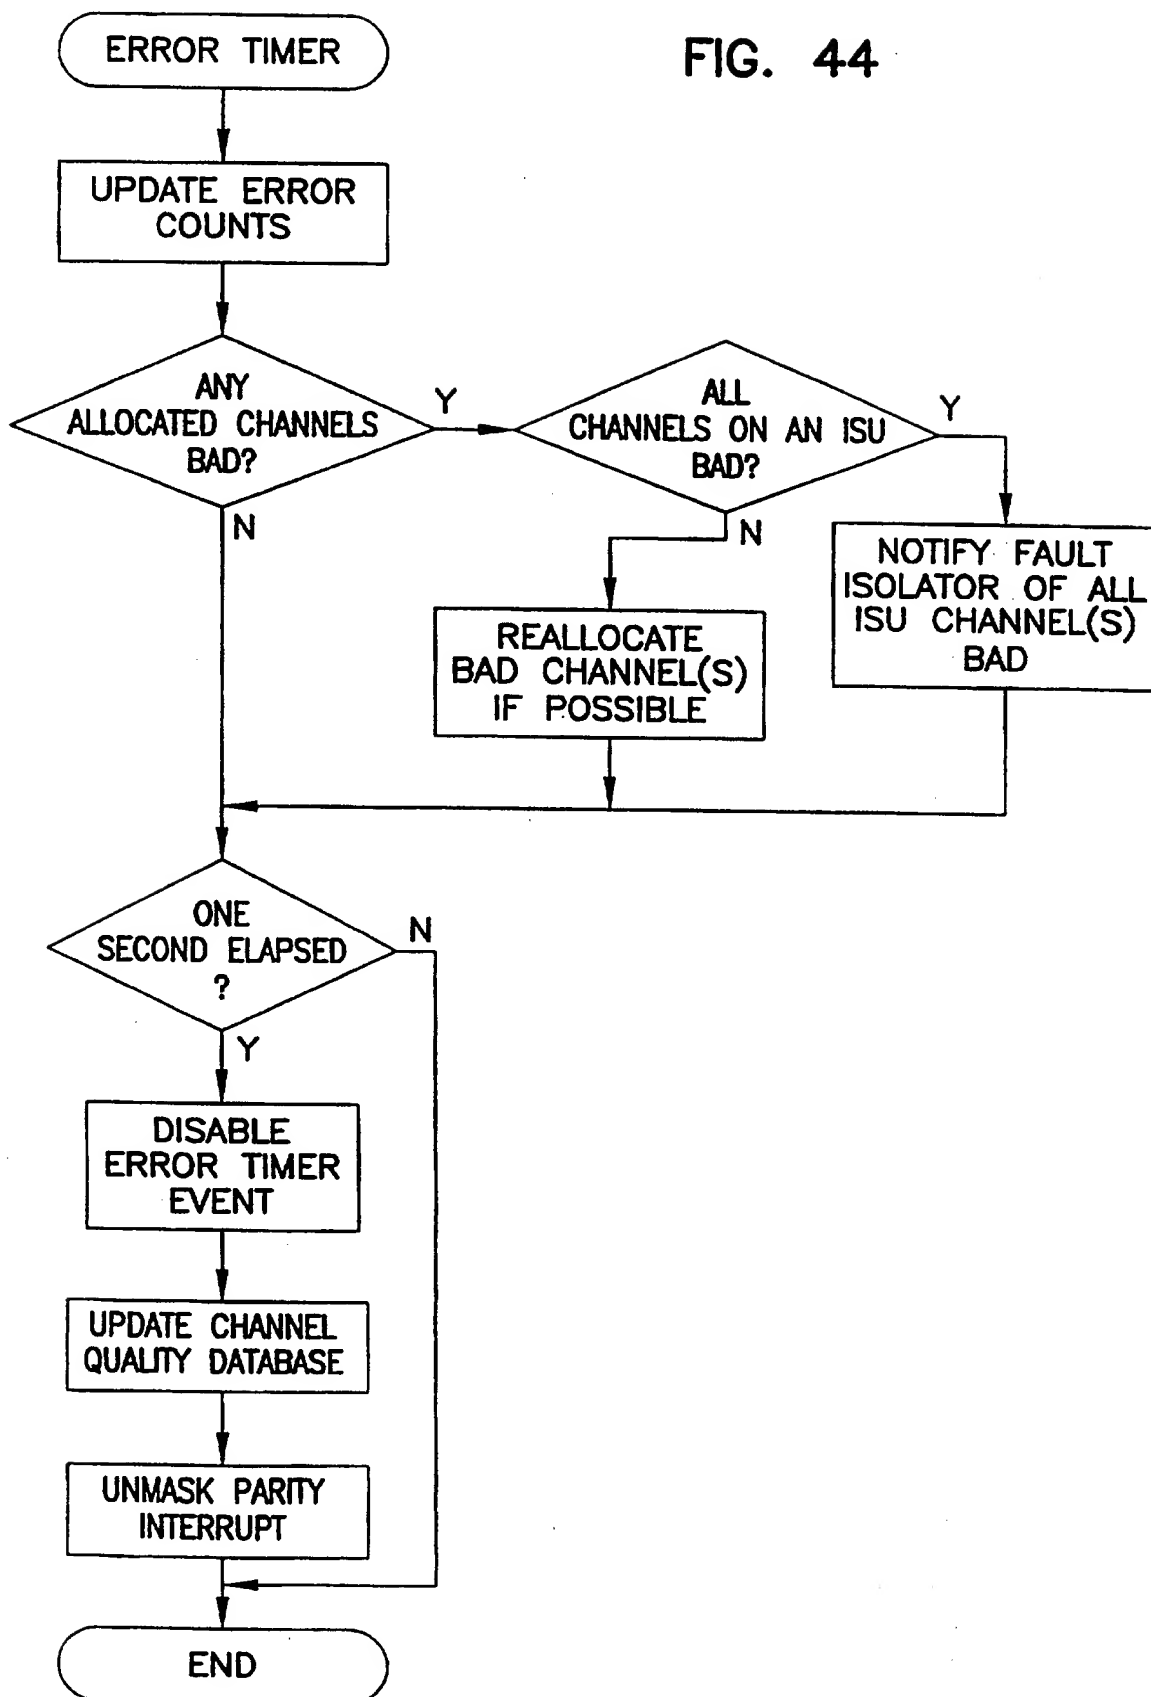 ERROR TIMER
FIG. 44
UPDATE ERROR
COUNTS
ANY
ALLOCATED CHANNELS
BAD?
Y
ALL
CHANNELS ON AN ISU
BAD?
Y
N
N
NOTIFY FAULT
ISOLATOR OF ALL
ISU CHANNEL(S)
BAD
REALLOCATE
BAD CHANNEL(S)
IF POSSIBLE
ONE
SECOND ELAPSED
?
N
Y
DISABLE
ERROR TIMER
EVENT
UPDATE CHANNEL
QUALITY DATABASE
UNMASK PARITY
INTERRUPT
END